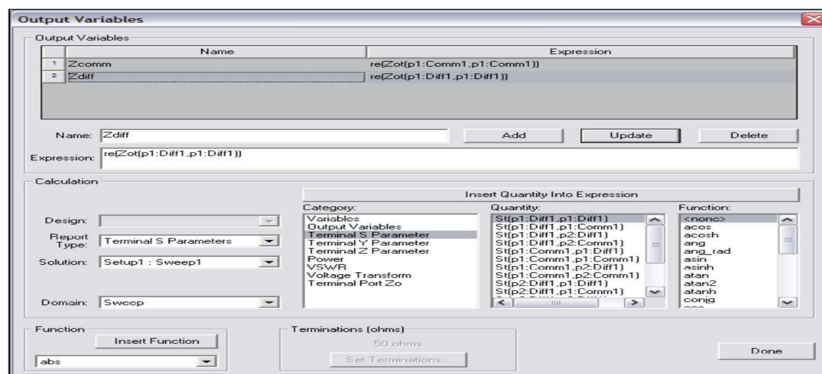 Output Variables
Output Variables
Name Expression
1 Zcomm re(Zot(p1:Comm1,p1:Comm1))
2 Zdiff re(Zot(p1:Diff1,p1:Diff1))
Name: Zdiff Add Update Delete
Expression: re(Zot(p1:Diff1,p1:Diff1))
Calculation
Insert Quantity Into Expression
Category: Quantity: Function:
Design:
Report Type: Terminal S Parameters
Solution: Setup1 : Sweep1
Domain: Sweep
Variables
Output Variables
Terminal S Parameter
Terminal Y Parameter
Terminal Z Parameter
Power
VSWR
Voltage Transform
Terminal Port Zo
St(p1:Diff1,p1:Diff1)
St(p1:Diff1,p1:Comm1)
St(p1:Diff1,p2:Diff1)
St(p1:Diff1,p2:Comm1)
St(p1:Comm1,p1:Diff1)
St(p1:Comm1,p1:Comm1)
St(p1:Comm1,p2:Diff1)
St(p1:Comm1,p2:Comm1)
St(p2:Diff1,p1:Diff1)
St(p2:Diff1,p1:Comm1)
<none>
acos
acosh
ang
ang_rad
asin
asinh
atan
atan2
atanh
conjg
Function
Insert Function
abs
Terminations (ohms)
50 ohms
Set Terminations...
Done